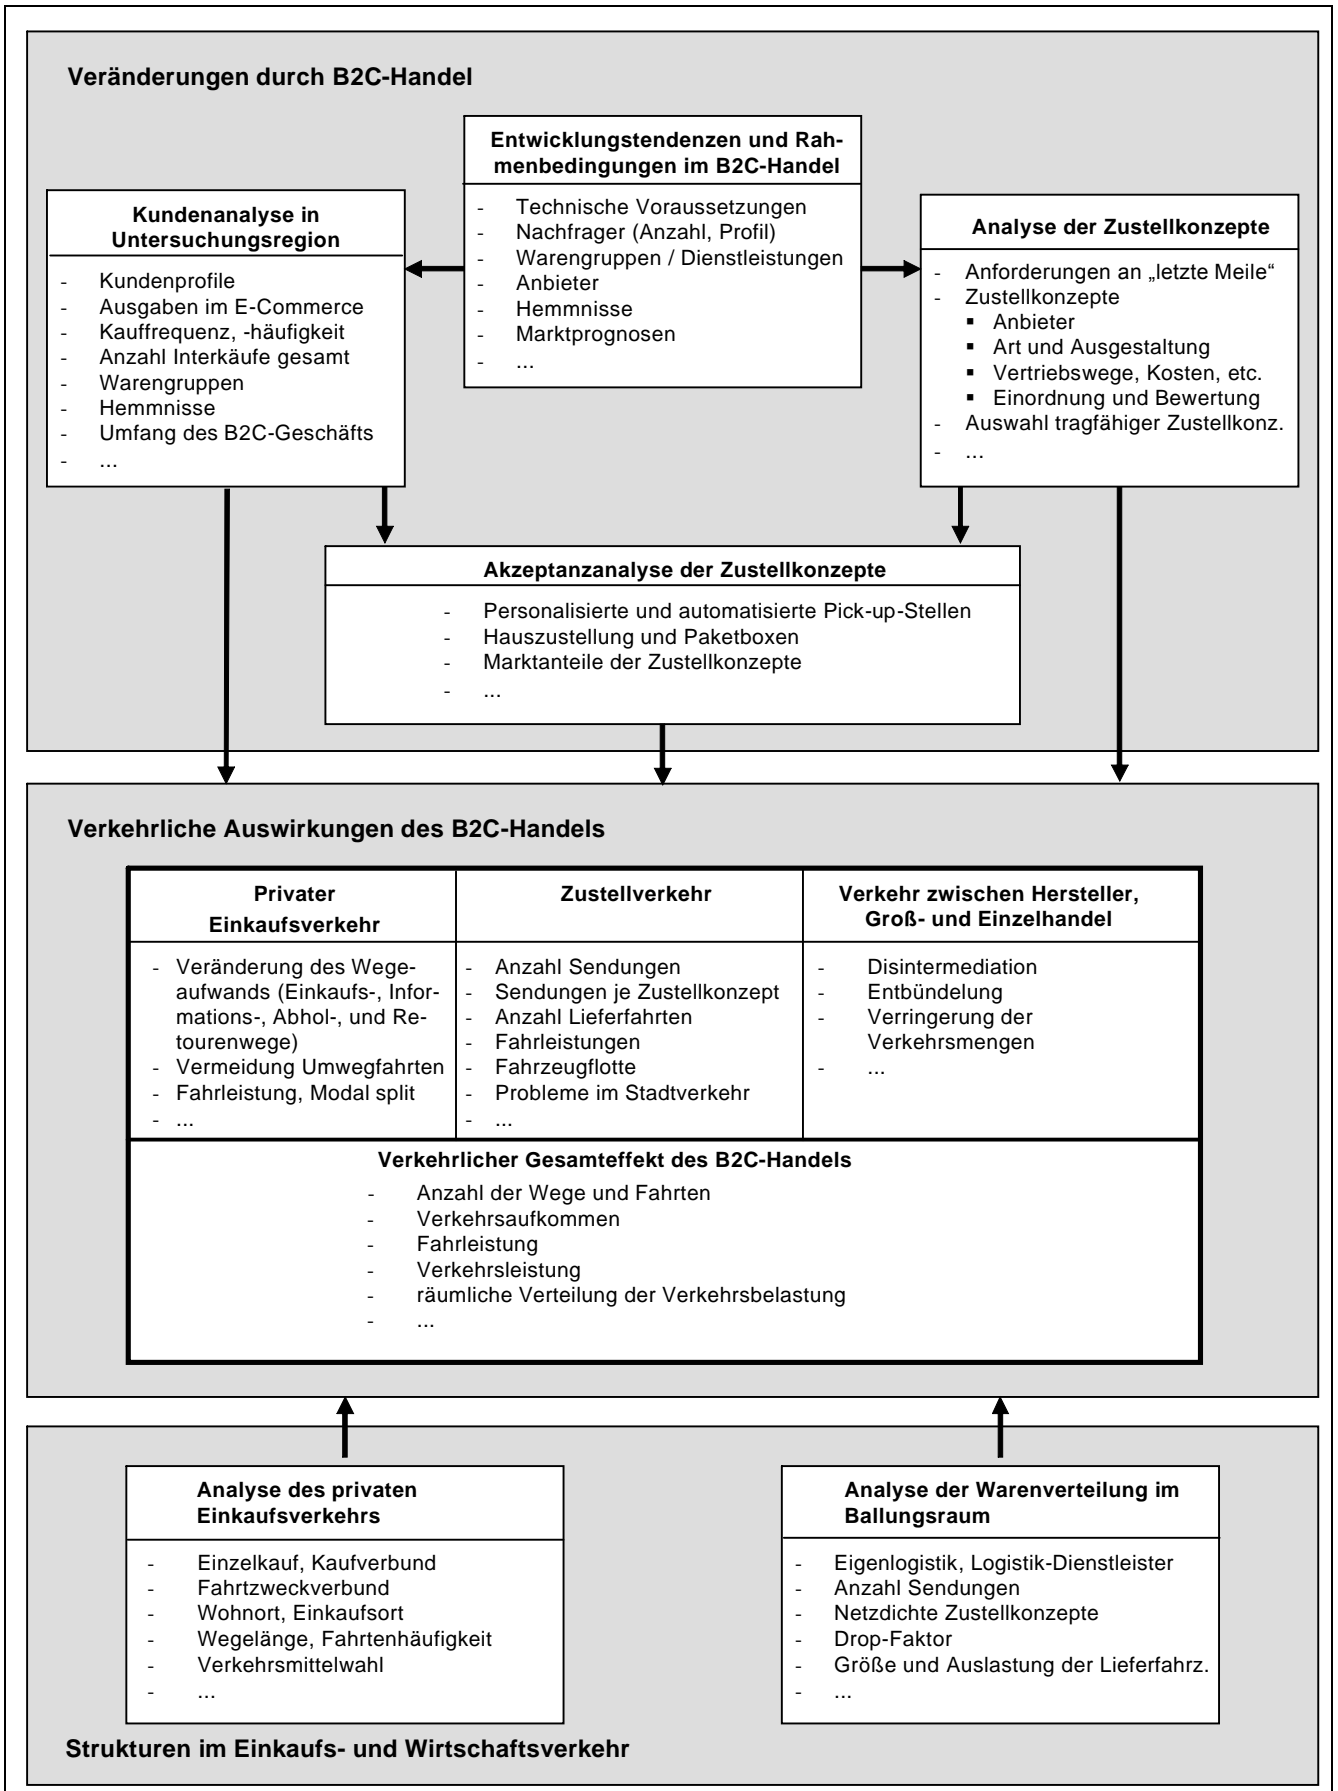 Veränderungen durch B2C-Handel
Entwicklungstendenzen und Rah-
menbedingungen im B2C-Handel
- Technische Voraussetzungen
- Nachfrager (Anzahl, Profil)
- Warengruppen / Dienstleistungen
- Anbieter
- Hemmnisse
- Marktprognosen
- ...
Kundenanalyse in
Untersuchungsregion
- Kundenprofile
- Ausgaben im E-Commerce
- Kauffrequenz, -häufigkeit
- Anzahl Interkäufe gesamt
- Warengruppen
- Hemmnisse
- Umfang des B2C-Geschäfts
- ...
Analyse der Zustellkonzepte
- Anforderungen an „letzte Meile“
- Zustellkonzepte
▪ Anbieter
▪ Art und Ausgestaltung
▪ Vertriebswege, Kosten, etc.
▪ Einordnung und Bewertung
- Auswahl tragfähiger Zustellkonz.
- ...
Akzeptanzanalyse der Zustellkonzepte
- Personalisierte und automatisierte Pick-up-Stellen
- Hauszustellung und Paketboxen
- Marktanteile der Zustellkonzepte
- ...
Verkehrliche Auswirkungen des B2C-Handels
Privater
Einkaufsverkehr
- Veränderung des Wege-
aufwands (Einkaufs-, Infor-
mations-, Abhol-, und Re-
tourenwege)
- Vermeidung Umwegfahrten
- Fahrleistung, Modal split
- ...
Zustellverkehr
- Anzahl Sendungen
- Sendungen je Zustellkonzept
- Anzahl Lieferfahrten
- Fahrleistungen
- Fahrzeugflotte
- Probleme im Stadtverkehr
- ...
Verkehr zwischen Hersteller,
Groß- und Einzelhandel
- Disintermediation
- Entbündelung
- Verringerung der
Verkehrsmengen
- ...
Verkehrlicher Gesamteffekt des B2C-Handels
- Anzahl der Wege und Fahrten
- Verkehrsaufkommen
- Fahrleistung
- Verkehrsleistung
- räumliche Verteilung der Verkehrsbelastung
- ...
Analyse des privaten
Einkaufsverkehrs
- Einzelkauf, Kaufverbund
- Fahrtzweckverbund
- Wohnort, Einkaufsort
- Wegelänge, Fahrtenhäufigkeit
- Verkehrsmittelwahl
- ...
Analyse der Warenverteilung im
Ballungsraum
- Eigenlogistik, Logistik-Dienstleister
- Anzahl Sendungen
- Netzdichte Zustellkonzepte
- Drop-Faktor
- Größe und Auslastung der Lieferfahrz.
- ...
Strukturen im Einkaufs- und Wirtschaftsverkehr